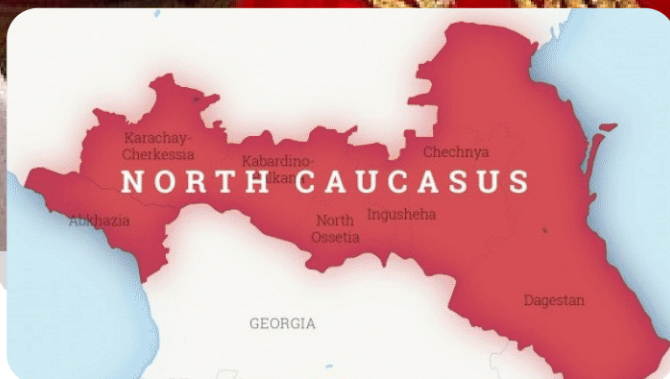 Karachay-
Cherkessia
Kabardino-
Chechnya
NORTH CAUCASUS
Abkhazia
North
Ossetia
Ingusheha
Dagestan
GEORGIA